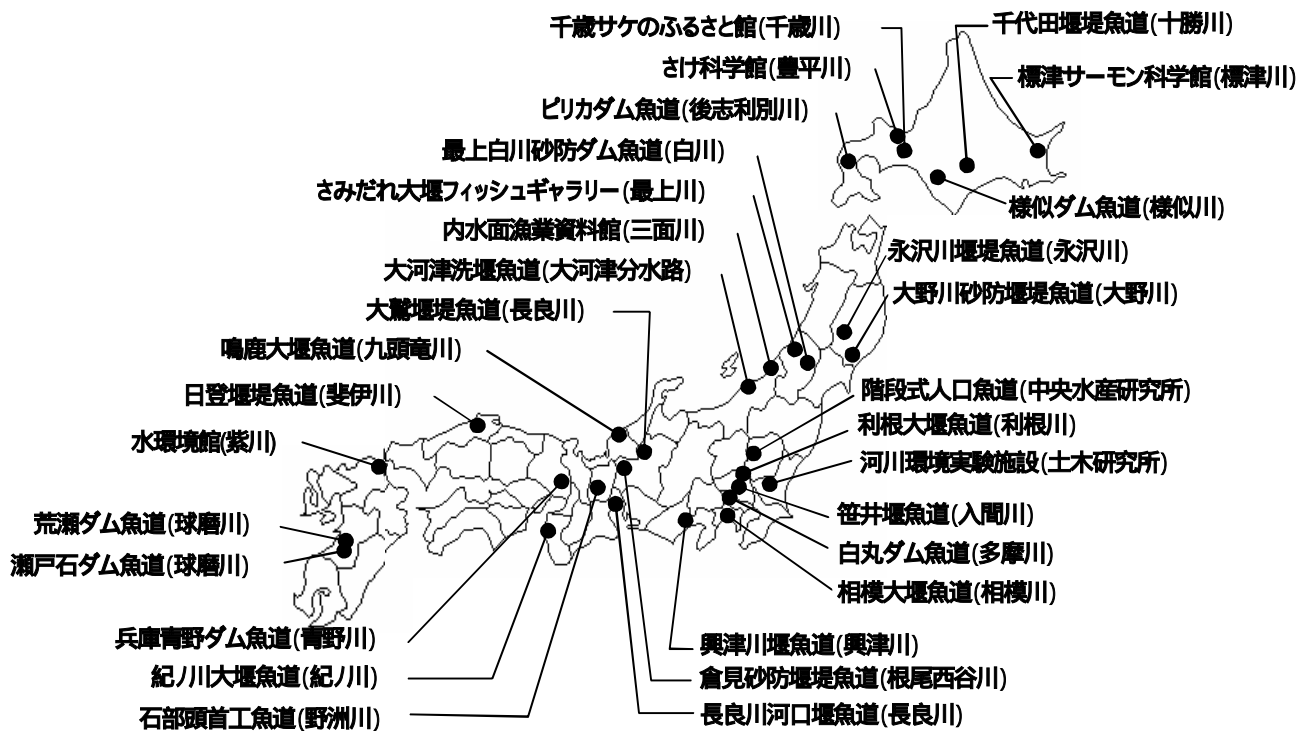 千歳サケのふるさと館(千歳川)
千代田堰堤魚道(十勝川)
さけ科学館(豊平川)
標津サーモン科学館(標津川)
ピリカダム魚道(後志利別川)
最上白川砂防ダム魚道(白川)
さみだれ大堰フィッシュギャラリー(最上川)
様似ダム魚道(様似川)
内水面漁業資料館(三面川)
永沢川堰堤魚道(永沢川)
大河津洗堰魚道(大河津分水路)
大野川砂防堰堤魚道(大野川)
大鷲堰堤魚道(長良川)
鳴鹿大堰魚道(九頭竜川)
日登堰堤魚道(斐伊川)
階段式人口魚道(中央水産研究所)
利根大堰魚道(利根川)
水環境館(紫川)
河川環境実験施設(土木研究所)
笹井堰魚道(入間川)
荒瀬ダム魚道(球磨川)
白丸ダム魚道(多摩川)
瀬戸石ダム魚道(球磨川)
相模大堰魚道(相模川)
兵庫青野ダム魚道(青野川)
興津川堰魚道(興津川)
紀ノ川大堰魚道(紀ノ川)
倉見砂防堰堤魚道(根尾西谷川)
石部頭首工魚道(野洲川)
長良川河口堰魚道(長良川)